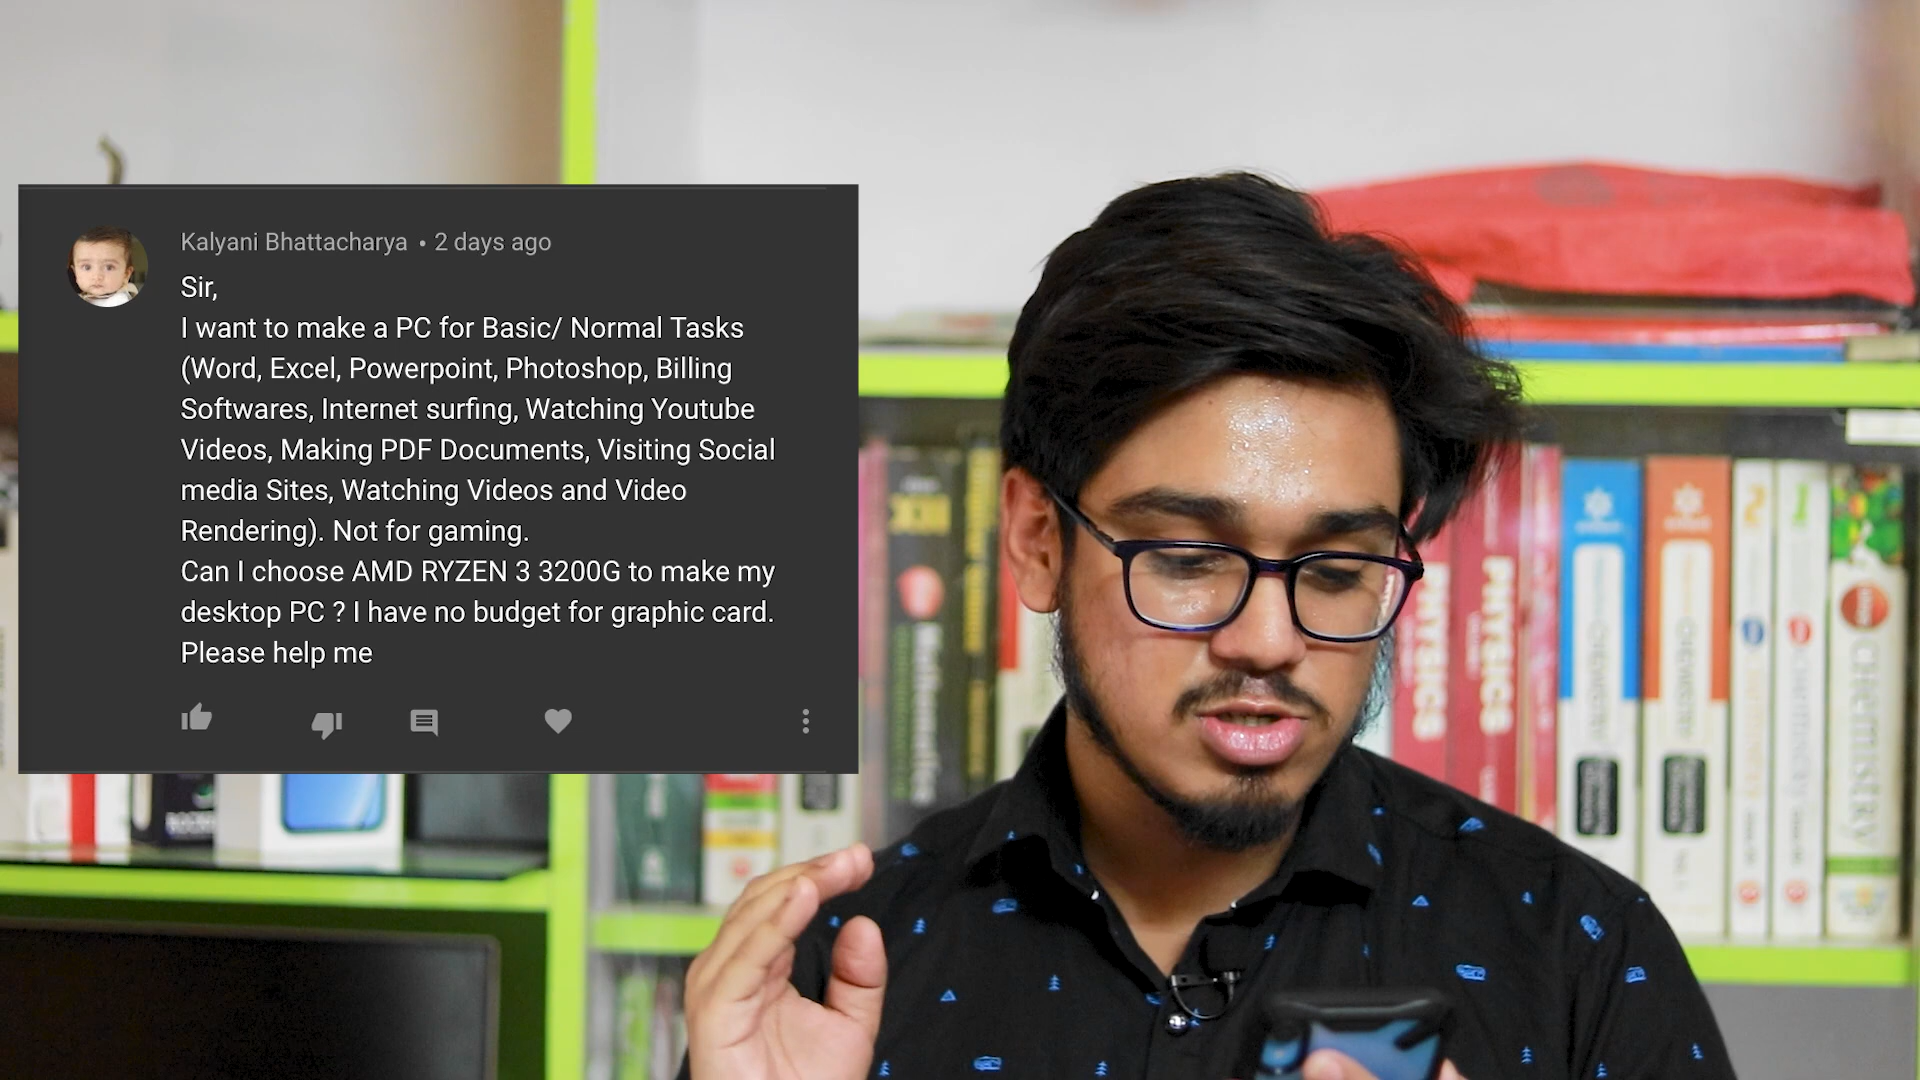 Kalyani Bhattacharya • 2 days ago
Sir,
I want to make a PC for Basic/ Normal Tasks
(Word, Excel, Powerpoint, Photoshop, Billing
Softwares, Internet surfing, Watching Youtube
Videos, Making PDF Documents, Visiting Social
media Sites, Watching Videos and Video
Rendering). Not for gaming.
Can I choose AMD RYZEN 3 3200G to make my
desktop PC ? I have no budget for graphic card.
Please help me
PHYSICS
PHYSICS
CHEMISTRY
2
1